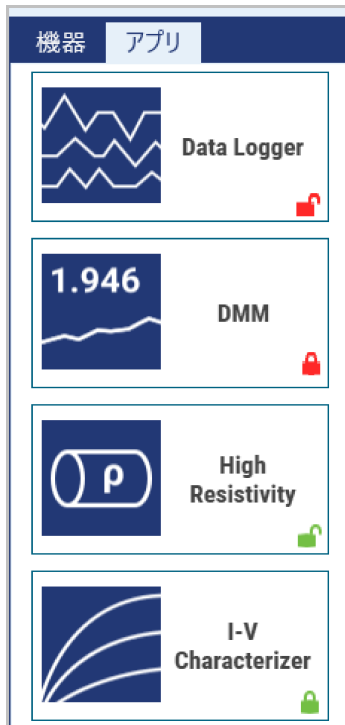 機器 アプリ
Data Logger
1.946
DMM
ρ
High
Resistivity
I-V
Characterizer